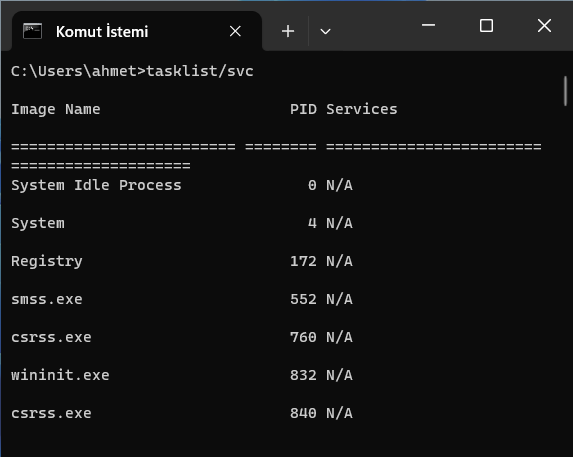 Komut İstemi
C:\Users\ahmet>tasklist/svc
Image Name                     PID Services
========================= ======== ========================
====================
System Idle Process              0 N/A
System                           4 N/A
Registry                       172 N/A
smss.exe                       552 N/A
csrss.exe                      760 N/A
wininit.exe                    832 N/A
csrss.exe                      840 N/A